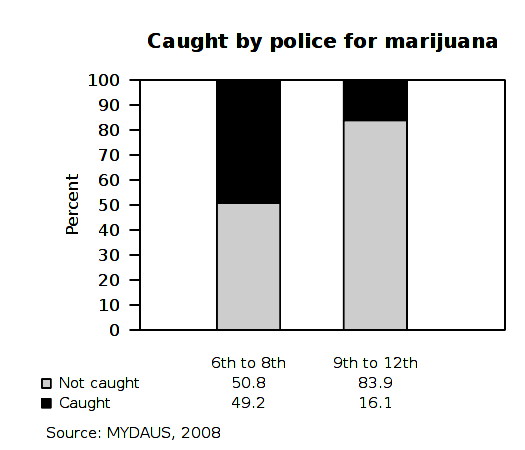 Caught by police for marijuana
100
90
80
70
60
50
40
30
20
10
0
Percent
6th to 8th 9th to 12th
Not caught 50.8 83.9
Caught 49.2 16.1
Source: MYDAUS, 2008